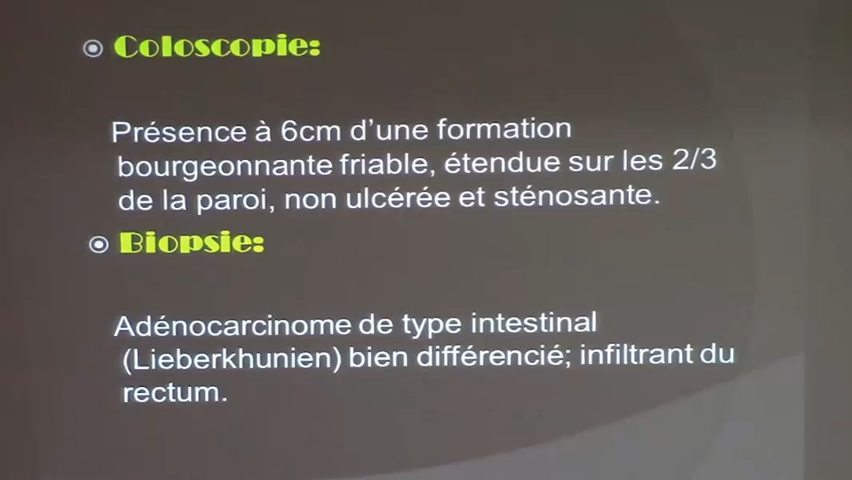 Coloscopie:
Présence à 6cm d'une formation
bourgeonnante friable, étendue sur les 2/3
de la paroi, non ulcérée et sténosante.
Biopsie:
Adénocarcinome de type intestinal
(Lieberkhunien) bien différencié; infiltrant du
rectum.